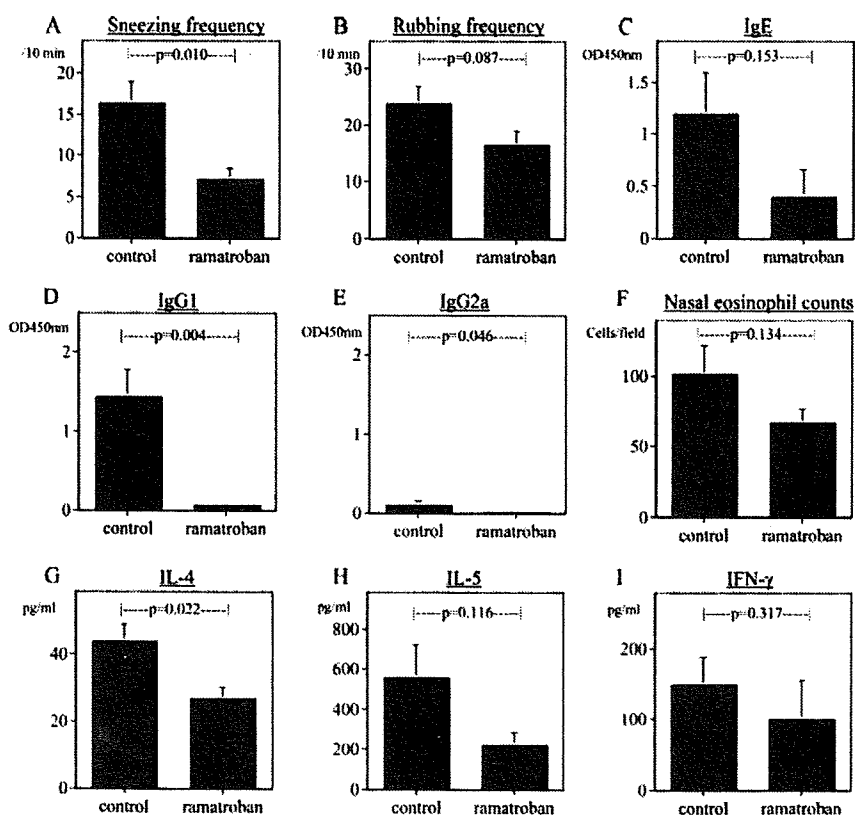 A Sneezing frequency
/10 min
p=0.010
20
15
10
5
0
control ramatroban
B Rubbing frequency
/10 min
p=0.087
30
20
10
0
control ramatroban
C IgE
OD450nm
p=0.153
1.5
1
0.5
0
control ramatroban
D IgG1
OD450nm
p=0.004
2
1
0
control ramatroban
E IgG2a
OD450nm
p=0.046
2
1
0
control ramatroban
F Nasal eosinophil counts
Cells/field
p=0.134
100
50
0
control ramatroban
G IL-4
pg/ml
p=0.022
40
20
0
control ramatroban
H IL-5
pg/ml
p=0.116
800
600
400
200
0
control ramatroban
I IFN-γ
pg/ml
p=0.317
200
100
0
control ramatroban